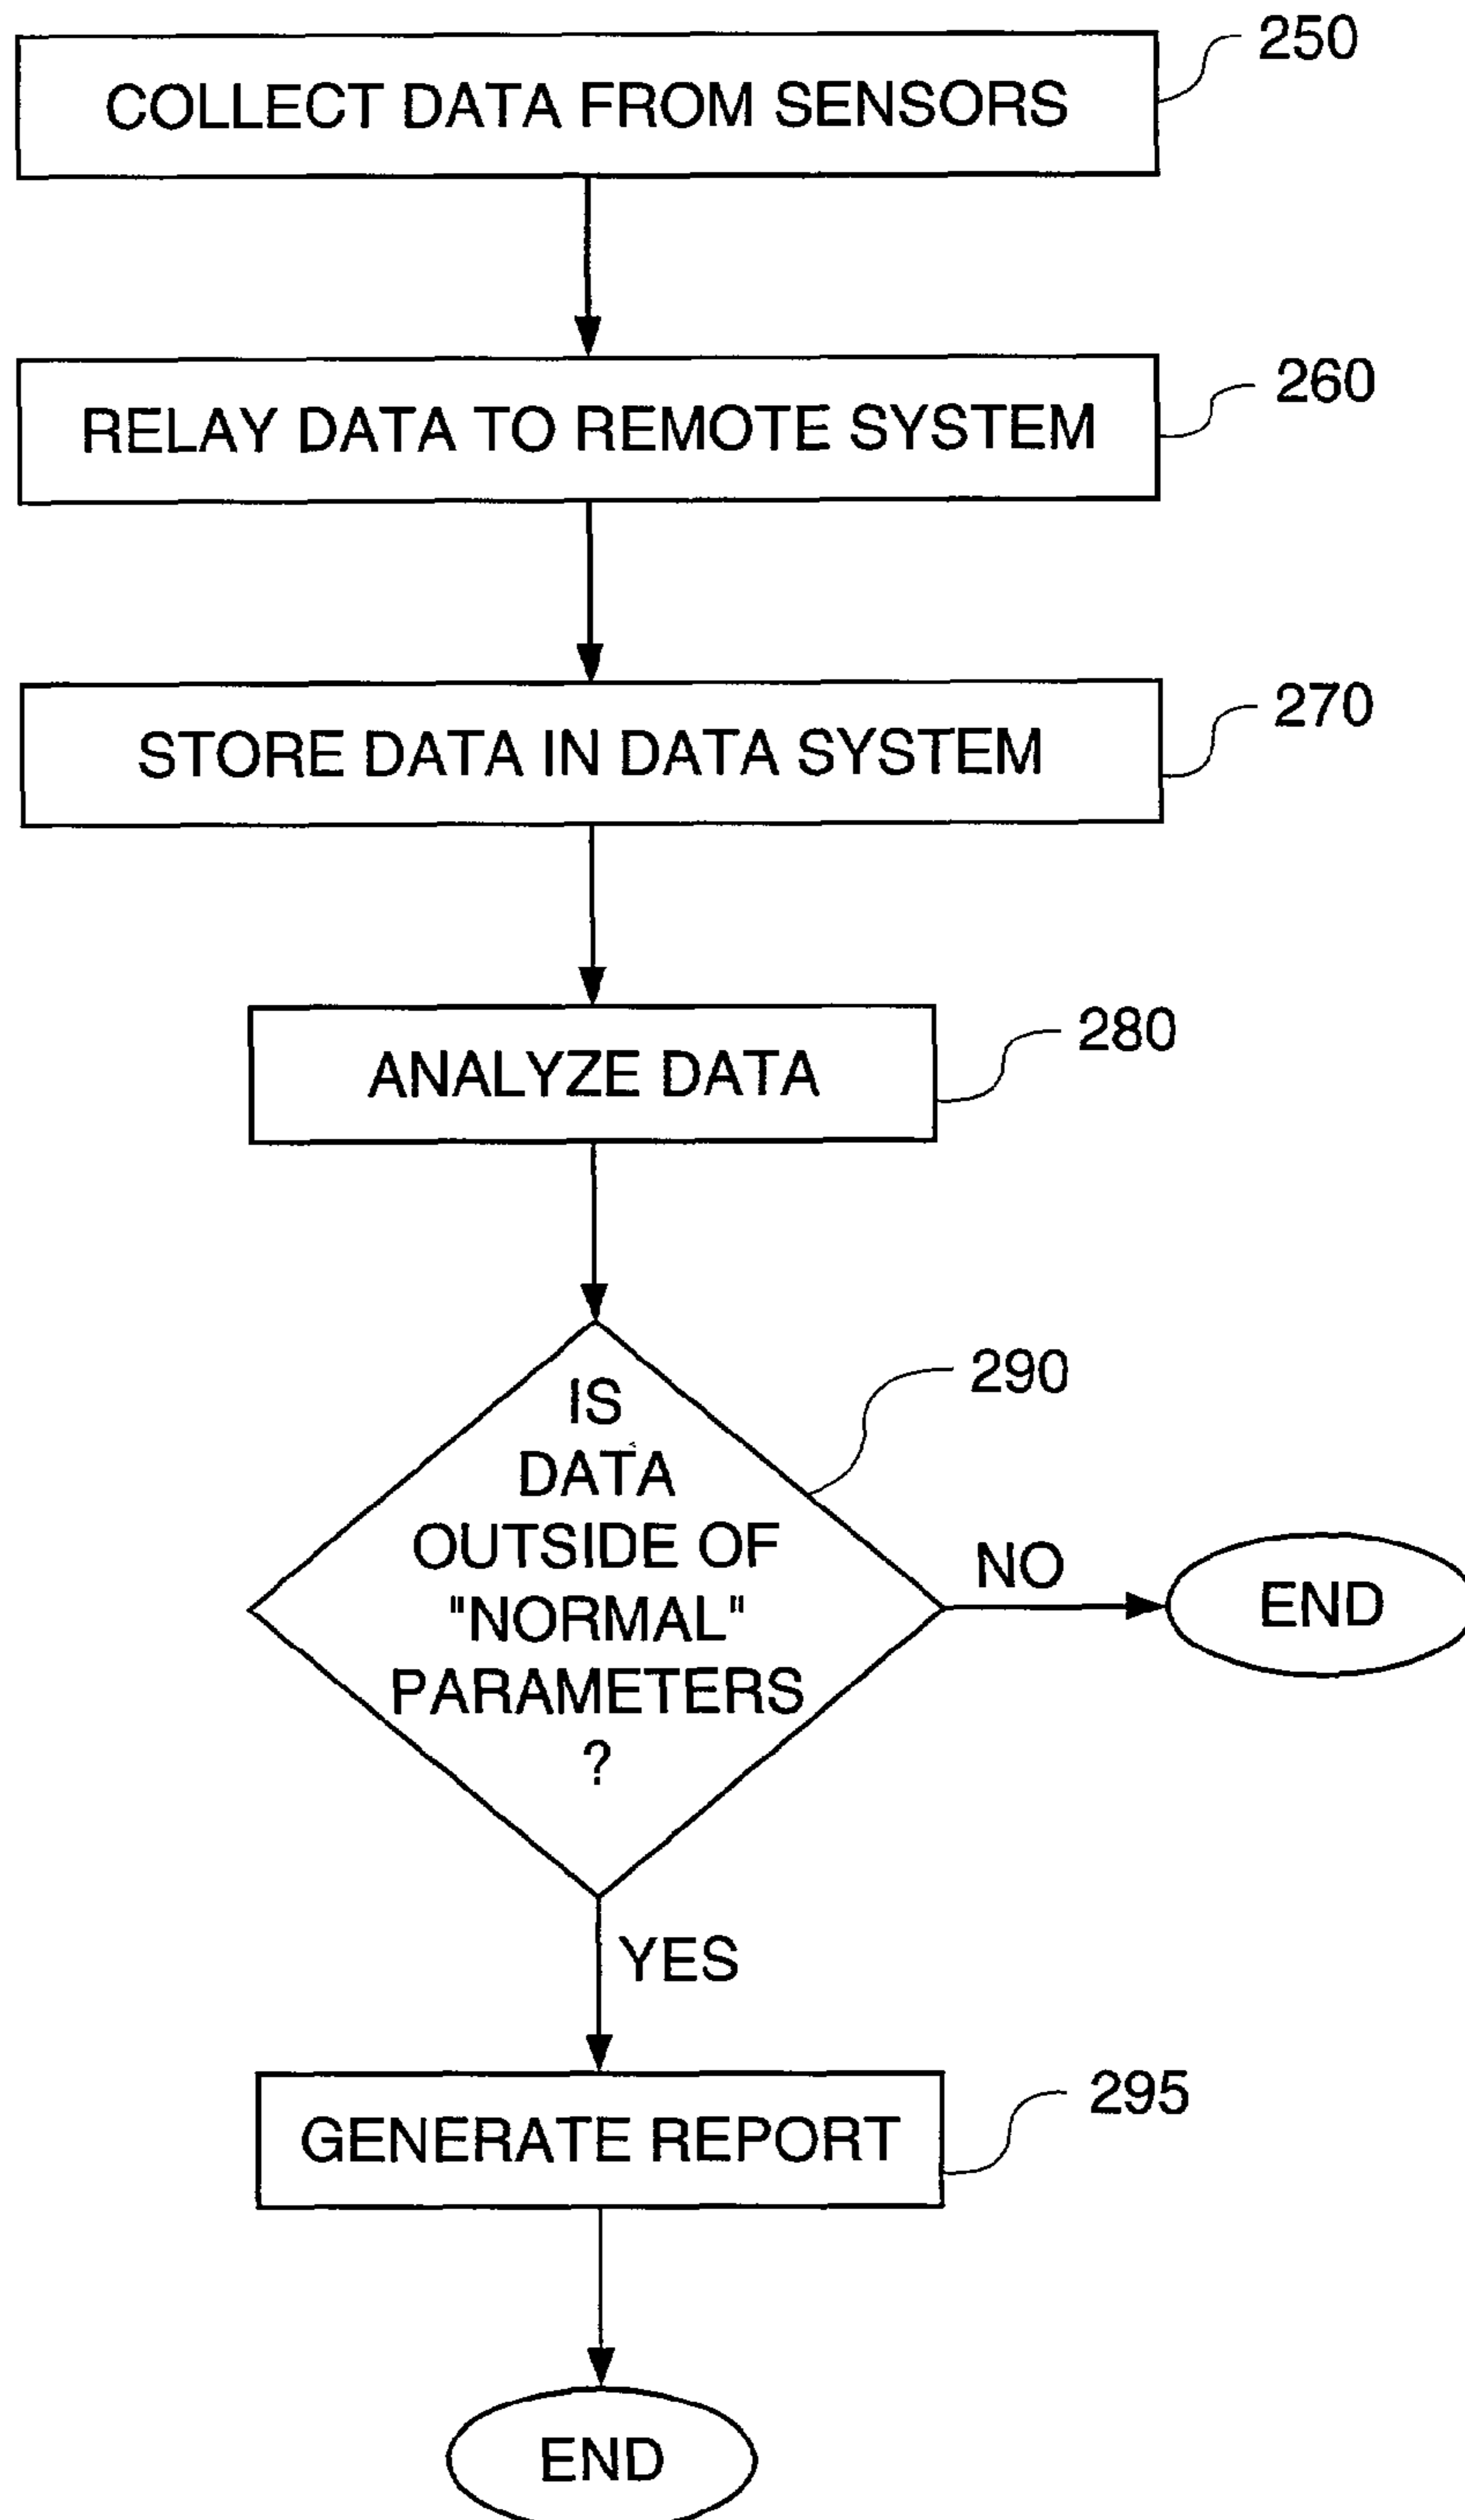 250
COLLECT DATA FROM SENSORS
260
RELAY DATA TO REMOTE SYSTEM
270
STORE DATA IN DATA SYSTEM
280
ANALYZE DATA
290
IS
DATA
OUTSIDE OF
"NORMAL"
PARAMETERS
?
NO
END
YES
295
GENERATE REPORT
END